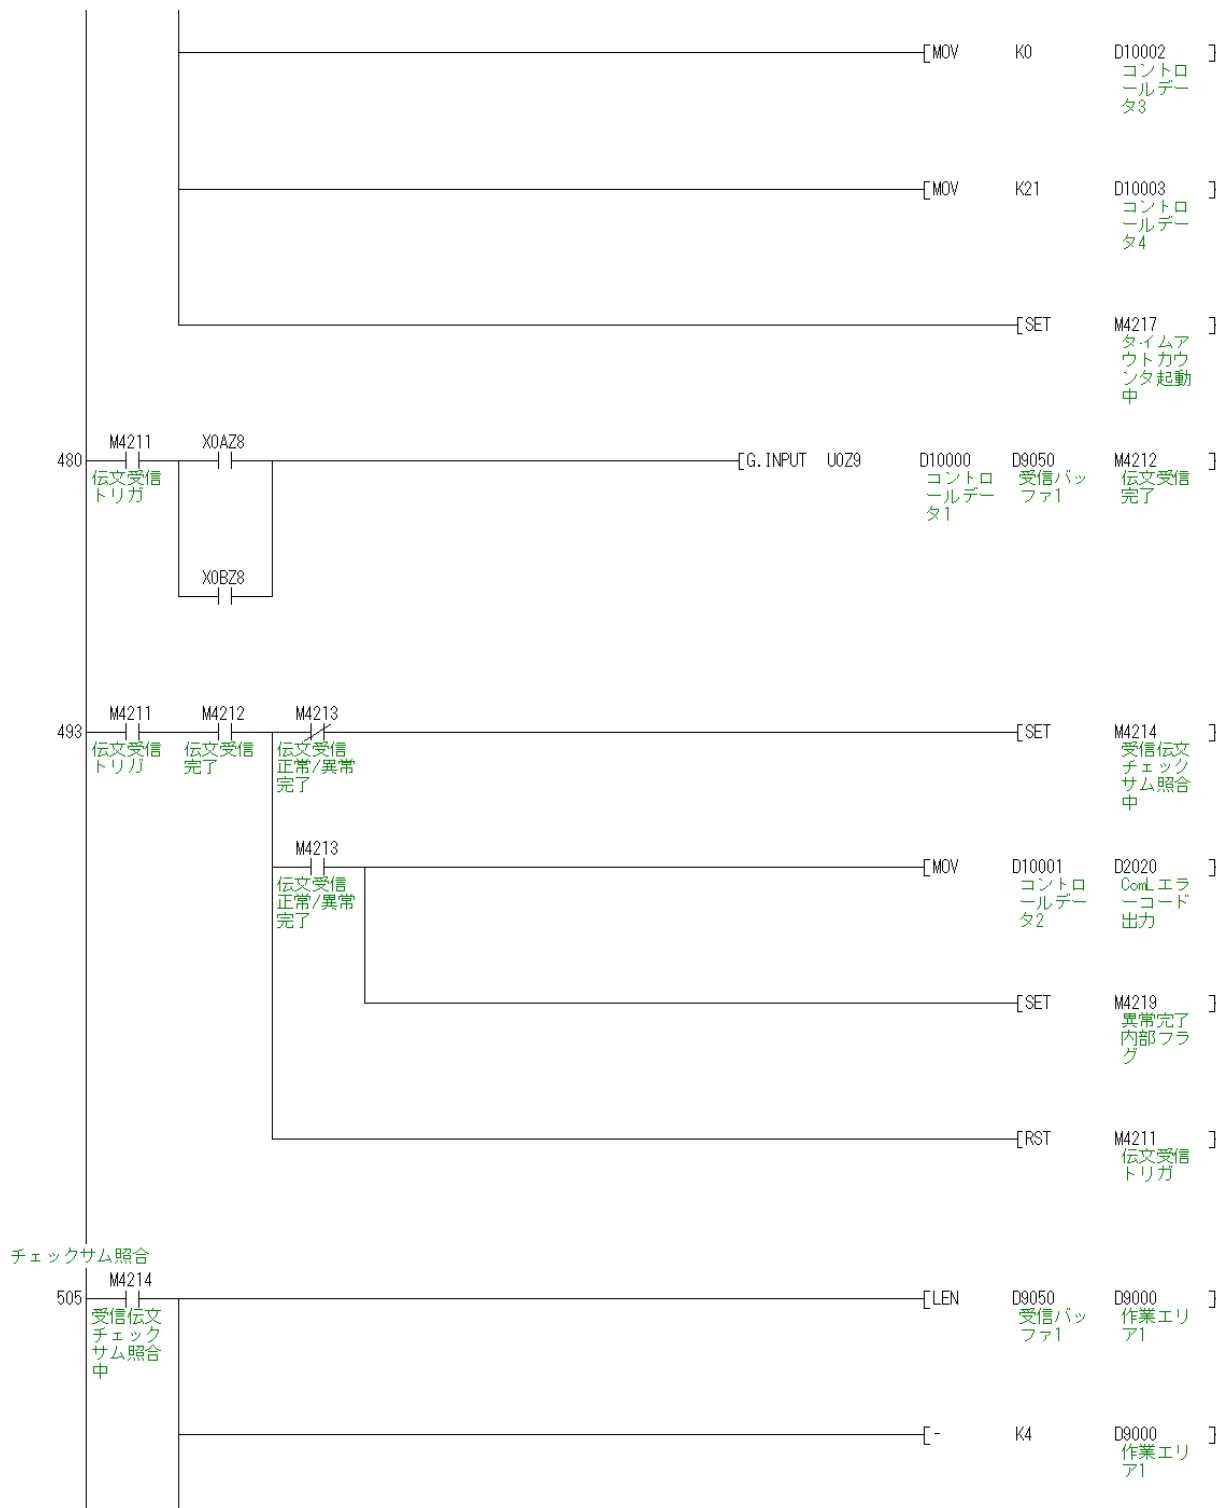 [MOV K0 D10002 ]
コントロ
ールデー
タ3
[MOV K21 D10003 ]
コントロ
ールデー
タ4
[SET M4217 ]
タイムア
ウトカウ
ンタ起動
中
M4211 X0AZ8
480 [G.INPUT U0Z9 D10000 D9050 M4212 ]
伝文受信 コントロ 受信バッ 伝文受信
トリガ ールデー ファ1 完了
タ1
X0BZ8
M4211 M4212 M4213
493 [SET M4214 ]
伝文受信 伝文受信 伝文受信 受信伝文
トリガ 完了 正常/異常 チェック
完了 サム照合
中
M4213
[MOV D10001 D2020 ]
伝文受信 コントロ ComLエラ
正常/異常 ールデー ーコード
完了 タ2 出力
[SET M4219 ]
異常完了
内部フラ
グ
[RST M4211 ]
伝文受信
トリガ
チェックサム照合
M4214
505 [LEN D9050 D9000 ]
受信伝文 受信バッ 作業エリ
チェック ファ1 ア1
サム照合
中
[- K4 D9000 ]
作業エリ
ア1